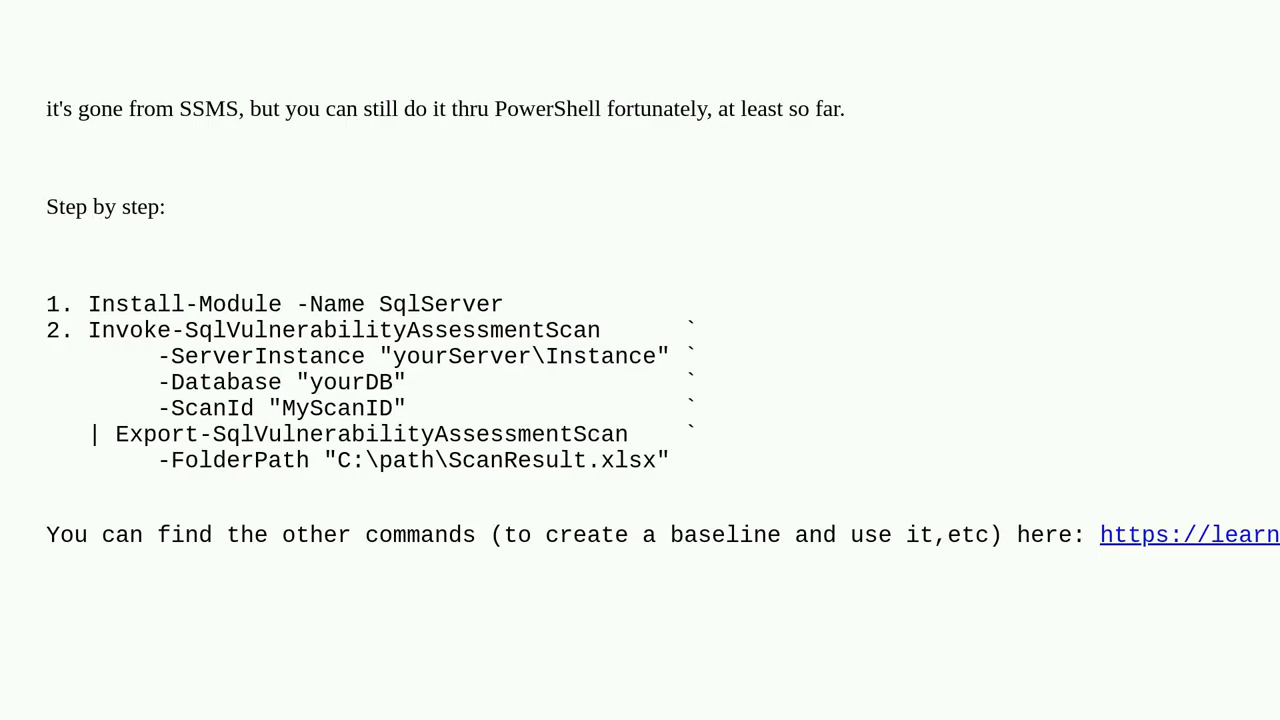 it's gone from SSMS, but you can still do it thru PowerShell fortunately, at least so far.
Step by step:
1. Install-Module -Name SqlServer
2. Invoke-SqlVulnerabilityAssessmentScan      `
        -ServerInstance "yourServer\Instance" `
        -Database "yourDB"                    `
        -ScanId "MyScanID"                    `
   | Export-SqlVulnerabilityAssessmentScan    `
        -FolderPath "C:\path\ScanResult.xlsx"
You can find the other commands (to create a baseline and use it,etc) here: https://learn